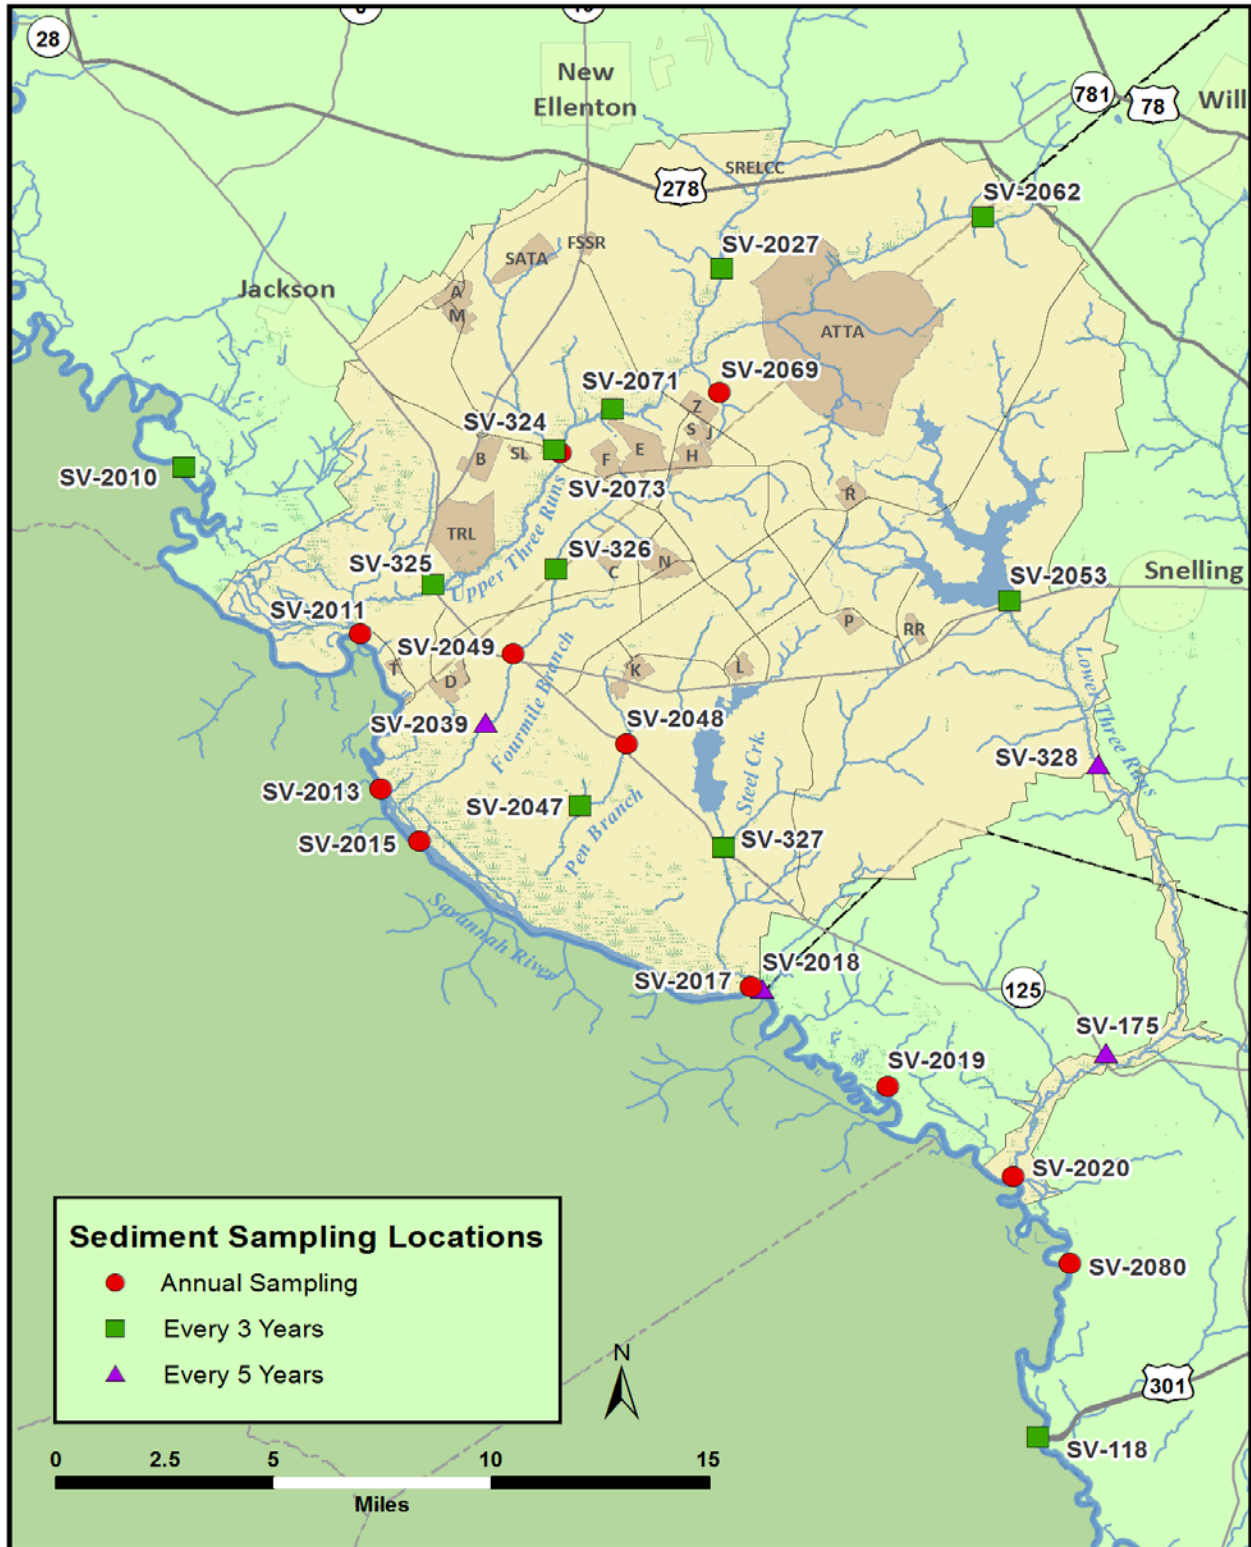 28
New
Ellenton
781
78
Will
SRELCC
278
SV-2062
FSSR
SATA
SV-2027
Jackson
A
M
ATTA
SV-2069
SV-2071
Z
SV-324
S
J
B
SL
F
E
H
SV-2010
SV-2073
R
TRL
Upper Three Runs
SV-326
SV-325
C
N
Snelling
SV-2053
SV-2011
P
RR
SV-2049
T
D
K
L
Fourmile Branch
Lower Three Runs
SV-2039
SV-2048
SV-328
SV-2013
Steel Crk.
SV-2047
Pen Branch
SV-2015
SV-327
Savannah River
SV-2018
SV-2017
125
SV-175
SV-2019
SV-2020
Sediment Sampling Locations
Annual Sampling
Every 3 Years
Every 5 Years
SV-2080
N
301
SV-118
0 2.5 5 10 15
Miles